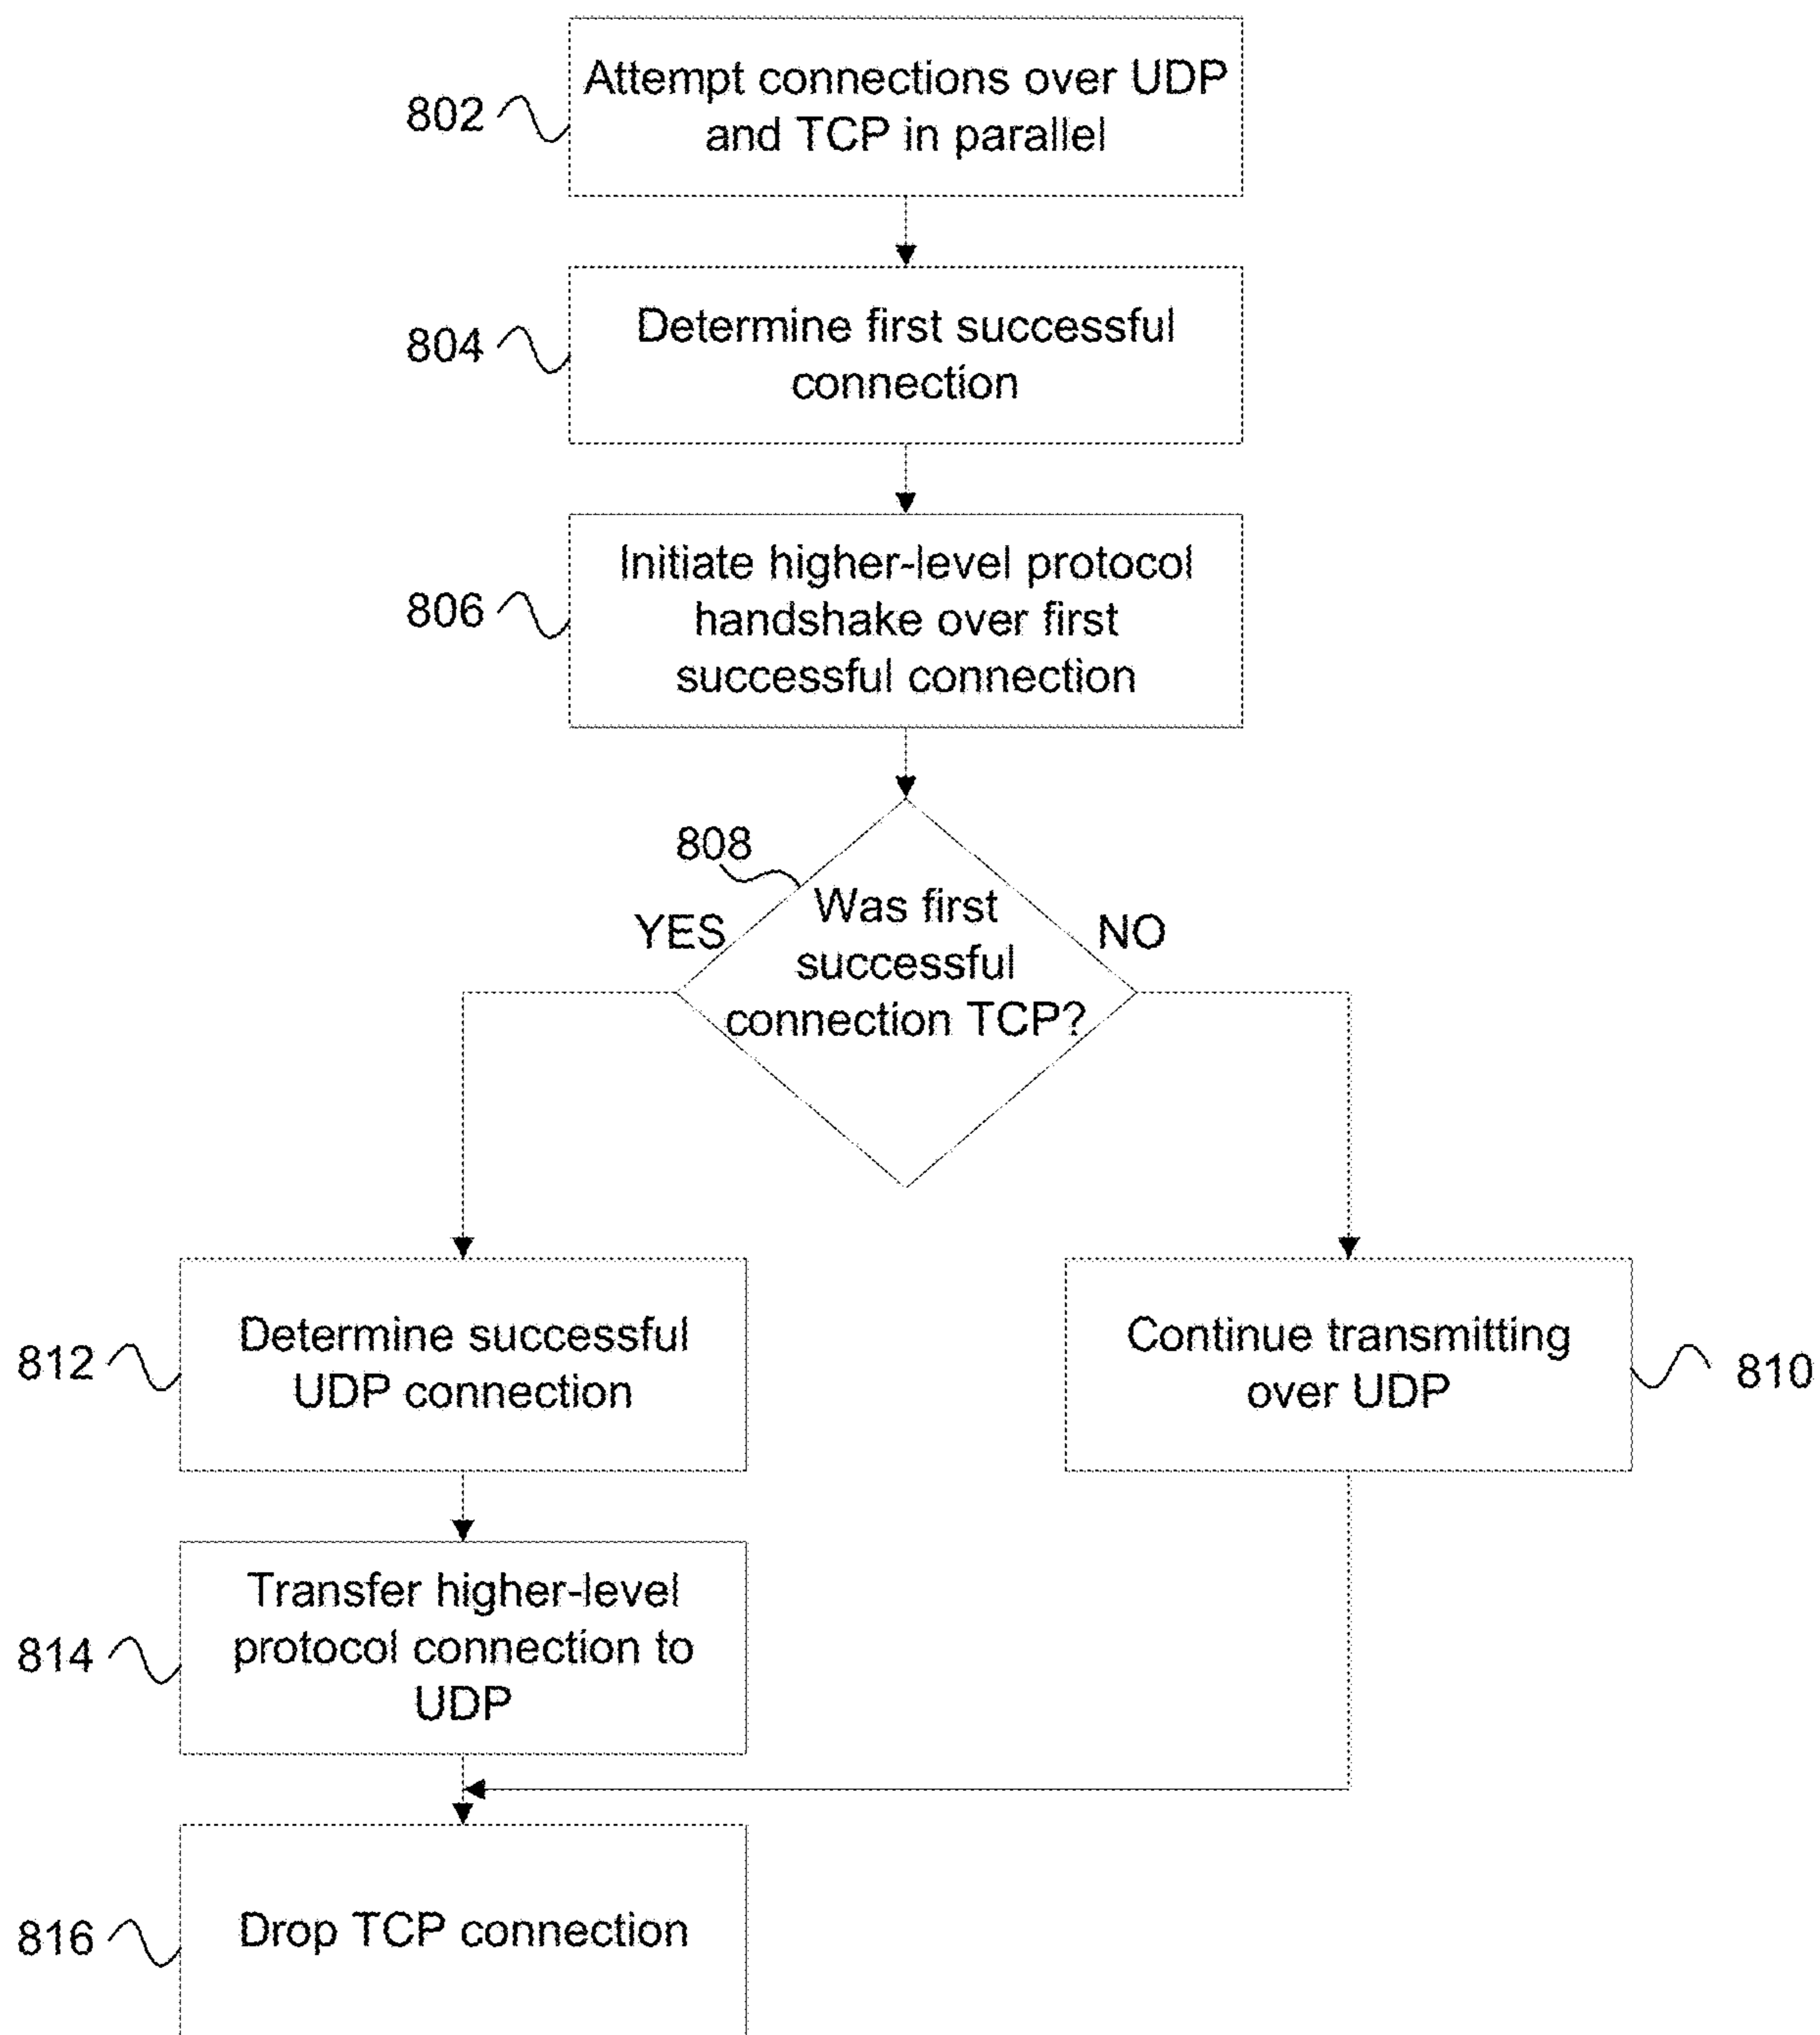 802
Attempt connections over UDP
and TCP in parallel
804
Determine first successful
connection
806
Initiate higher-level protocol
handshake over first
successful connection
808
YES
NO
Was first
successful
connection TCP?
812
Determine successful
UDP connection
Continue transmitting
over UDP
810
814
Transfer higher-level
protocol connection to
UDP
816
Drop TCP connection